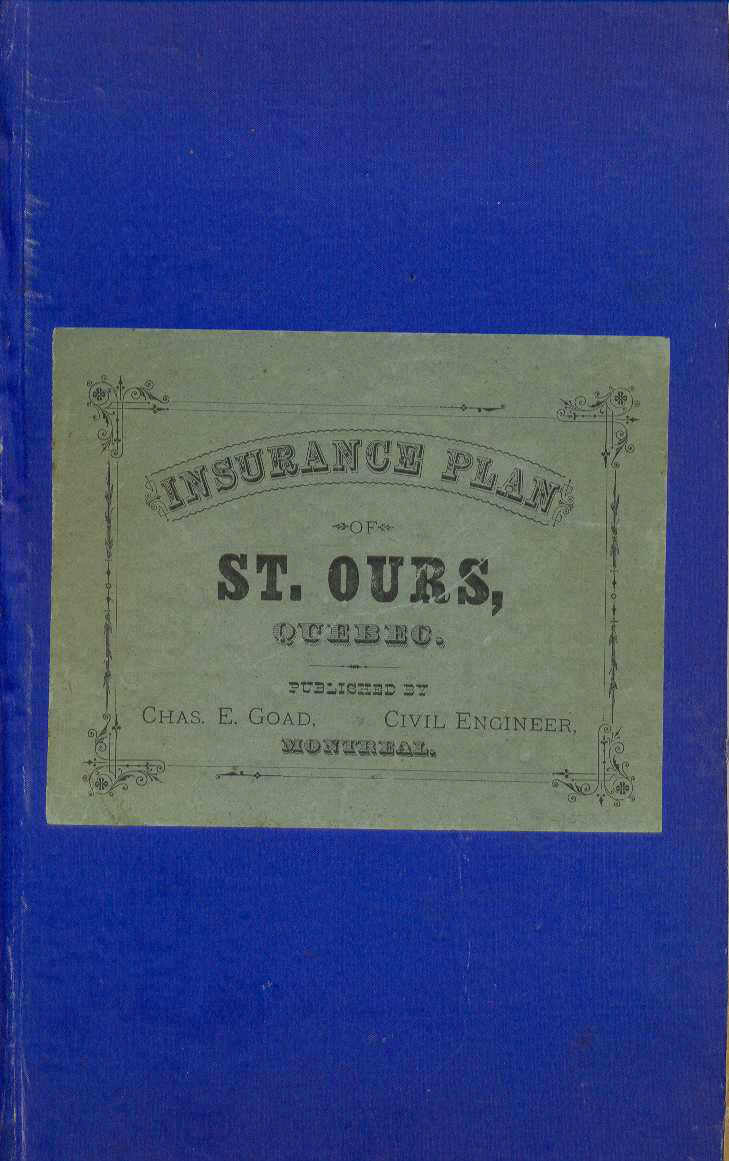 INSURANCE PLAN
OF
ST. OURS,
QUEBEC.
PUBLISHED BY
CHAS. E. GOAD, CIVIL ENGINEER,
MONTREAL.